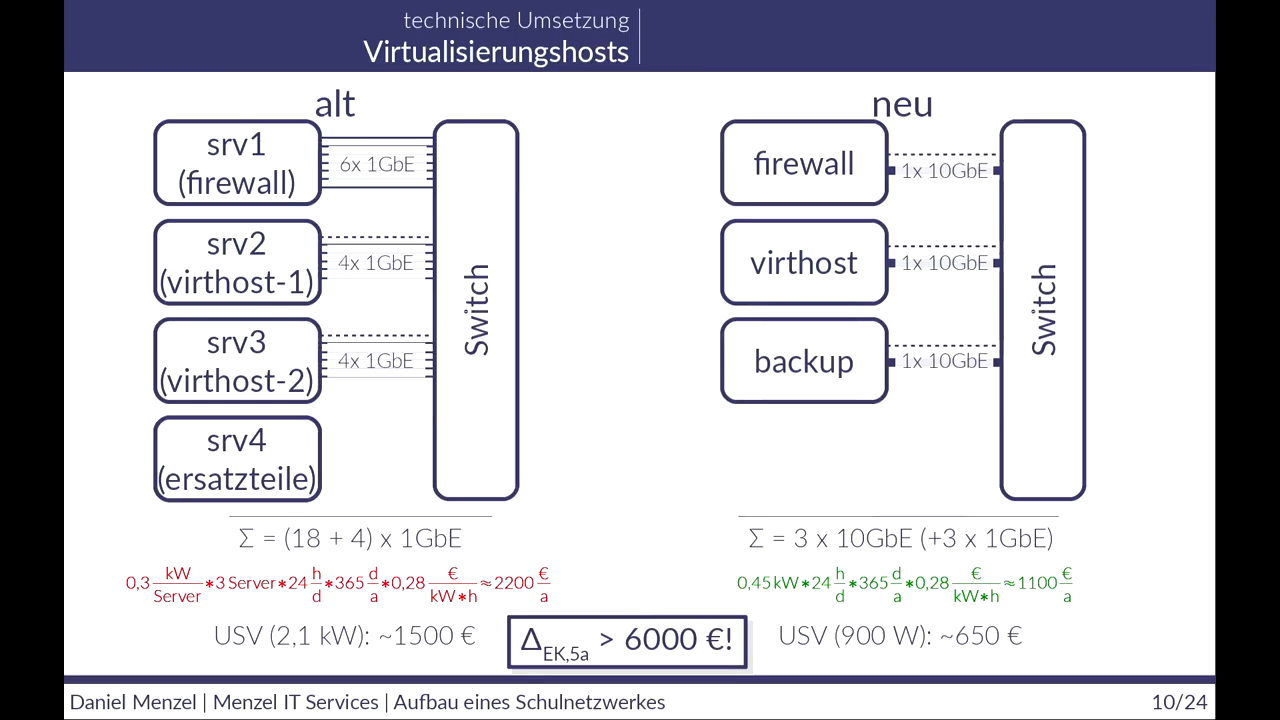 technische Umsetzung
Virtualisierungshosts
alt
srv1
(firewall)
6x 1GbE
srv2
(virthost-1)
4x 1GbE
srv3
(virthost-2)
4x 1GbE
srv4
(ersatzteile)
Switch
Σ = (18 + 4) x 1GbE
0,3 kW/Server * 3 Server * 24 h/d * 365 d/a * 0,28 €/kW*h ≈ 2200 €/a
USV (2,1 kW): ~1500 €
neu
firewall
1x 10GbE
virthost
1x 10GbE
backup
1x 10GbE
Switch
Σ = 3 x 10GbE (+3 x 1GbE)
0,45 kW * 24 h/d * 365 d/a * 0,28 €/kW*h ≈ 1100 €/a
USV (900 W): ~650 €
Δ EK,5a > 6000 €!
Daniel Menzel | Menzel IT Services | Aufbau eines Schulnetzwerkes
10/24